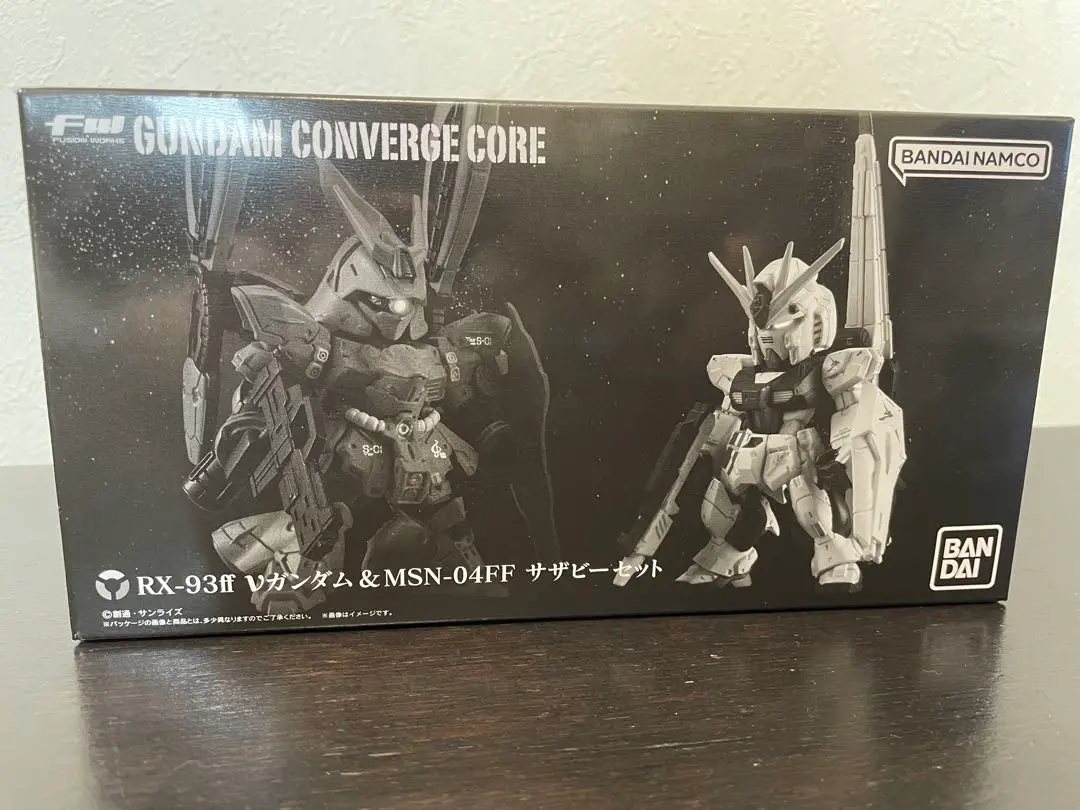 FW
FUSION WORKS
GUNDAM CONVERGE CORE
BANDAI NAMCO
S-01
S-01
RX-93ff νガンダム & MSN-04FF サザビーセット
©創通・サンライズ
※パッケージの画像と商品とは、多少異なりますのでご了承ください。 ※画像はイメージです。
BAN
DAI